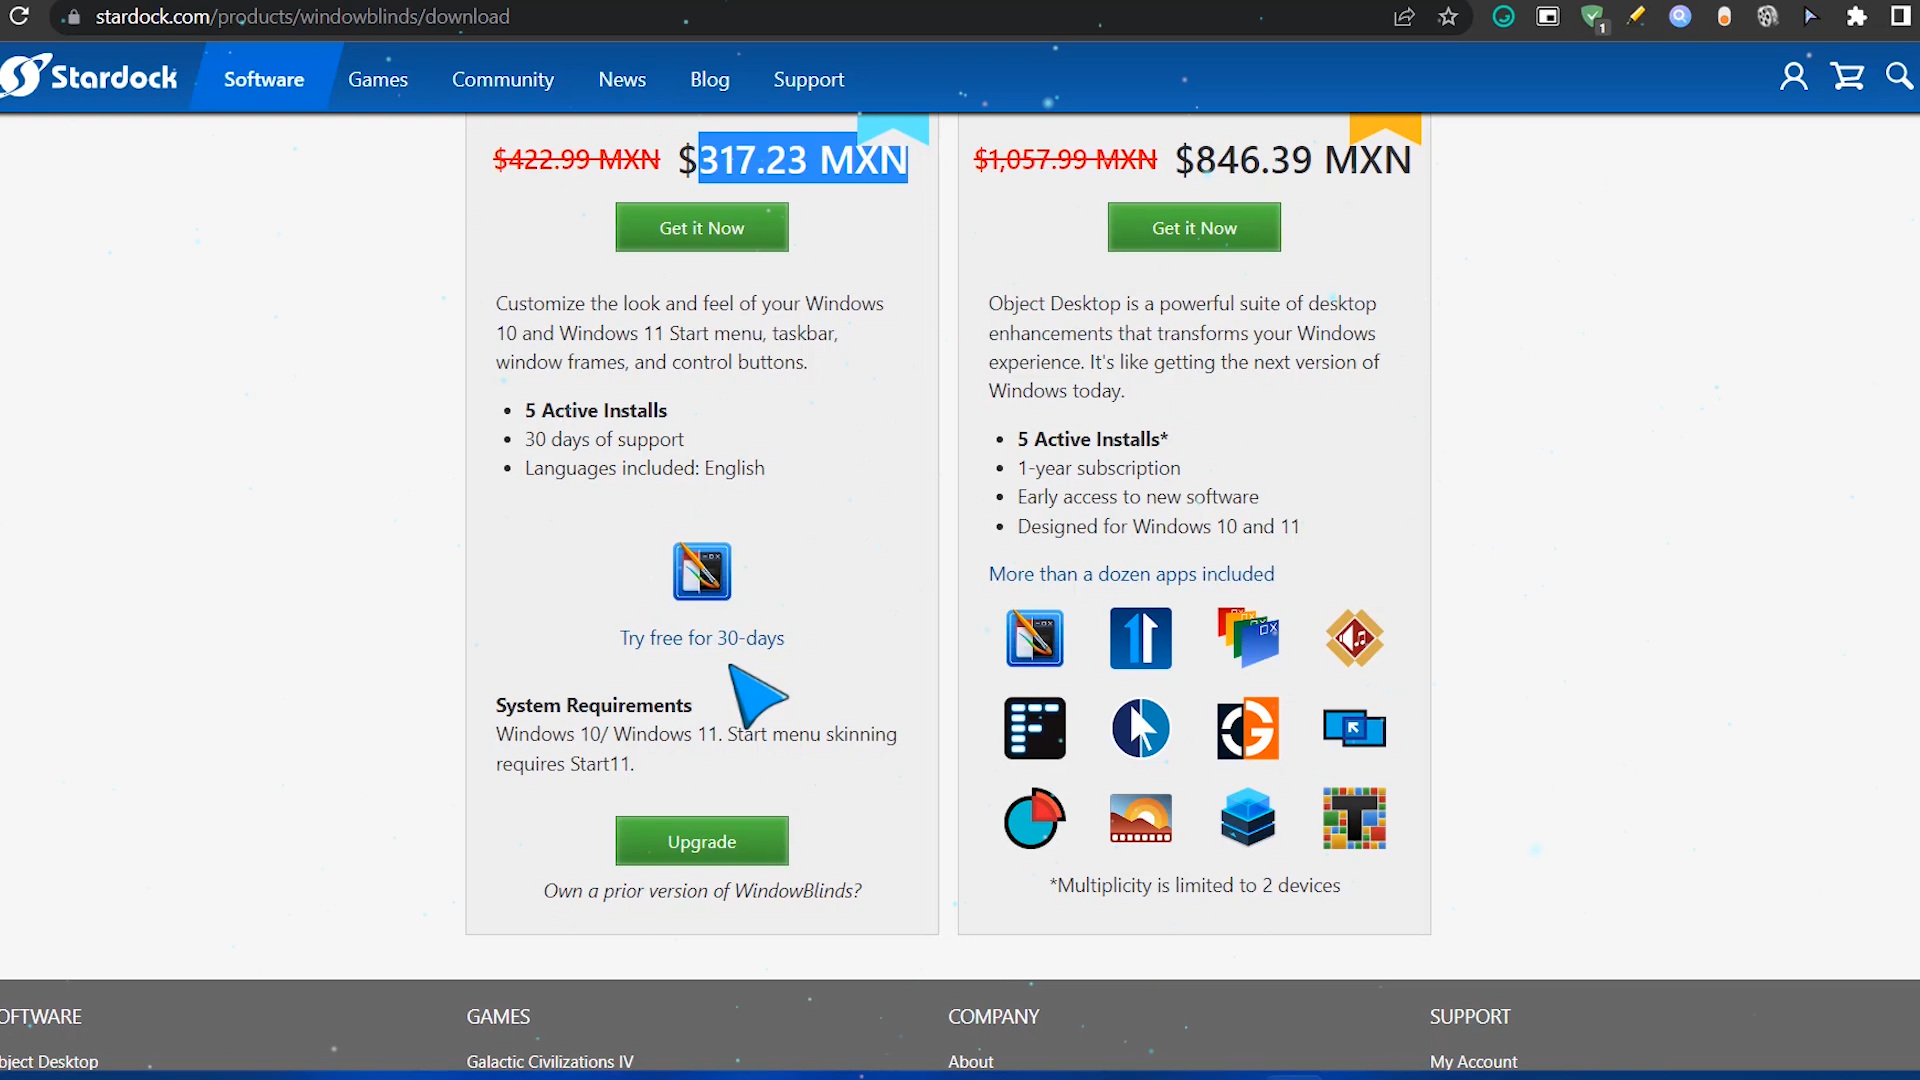 stardock.com/products/windowblinds/download
1
Stardock
Software
Games
Community
News
Blog
Support
$422.99 MXN $317.23 MXN
Get it Now
Customize the look and feel of your Windows
10 and Windows 11 Start menu, taskbar,
window frames, and control buttons.
5 Active Installs
30 days of support
Languages included: English
Try free for 30-days
System Requirements
Windows 10/ Windows 11. Start menu skinning
requires Start11.
Upgrade
Own a prior version of WindowBlinds?
$1,057.99 MXN $846.39 MXN
Get it Now
Object Desktop is a powerful suite of desktop
enhancements that transforms your Windows
experience. It's like getting the next version of
Windows today.
5 Active Installs*
1-year subscription
Early access to new software
Designed for Windows 10 and 11
More than a dozen apps included
*Multiplicity is limited to 2 devices
OFTWARE
bject Desktop
GAMES
Galactic Civilizations IV
COMPANY
About
SUPPORT
My Account